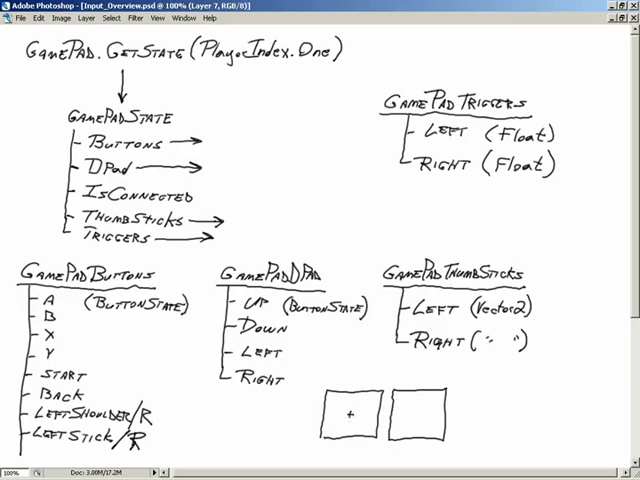 Adobe Photoshop - [Input_Overview.psd @ 100% (Layer 7, RGB/8)]
File Edit Image Layer Select Filter View Window Help
GamePad.GetState(PlayerIndex.One)
GamePadState
Buttons
DPad
IsConnected
ThumbSticks
Triggers
GamePadTriggers
Left (Float)
Right (Float)
GamePadButtons
A (ButtonState)
B
X
Y
Start
Back
LeftShoulder/R
LeftStick/R
GamePadDPad
Up (ButtonState)
Down
Left
Right
GamePadThumbSticks
Left (Vector2)
Right (" ")
100% Doc: 3.00M/17.2M